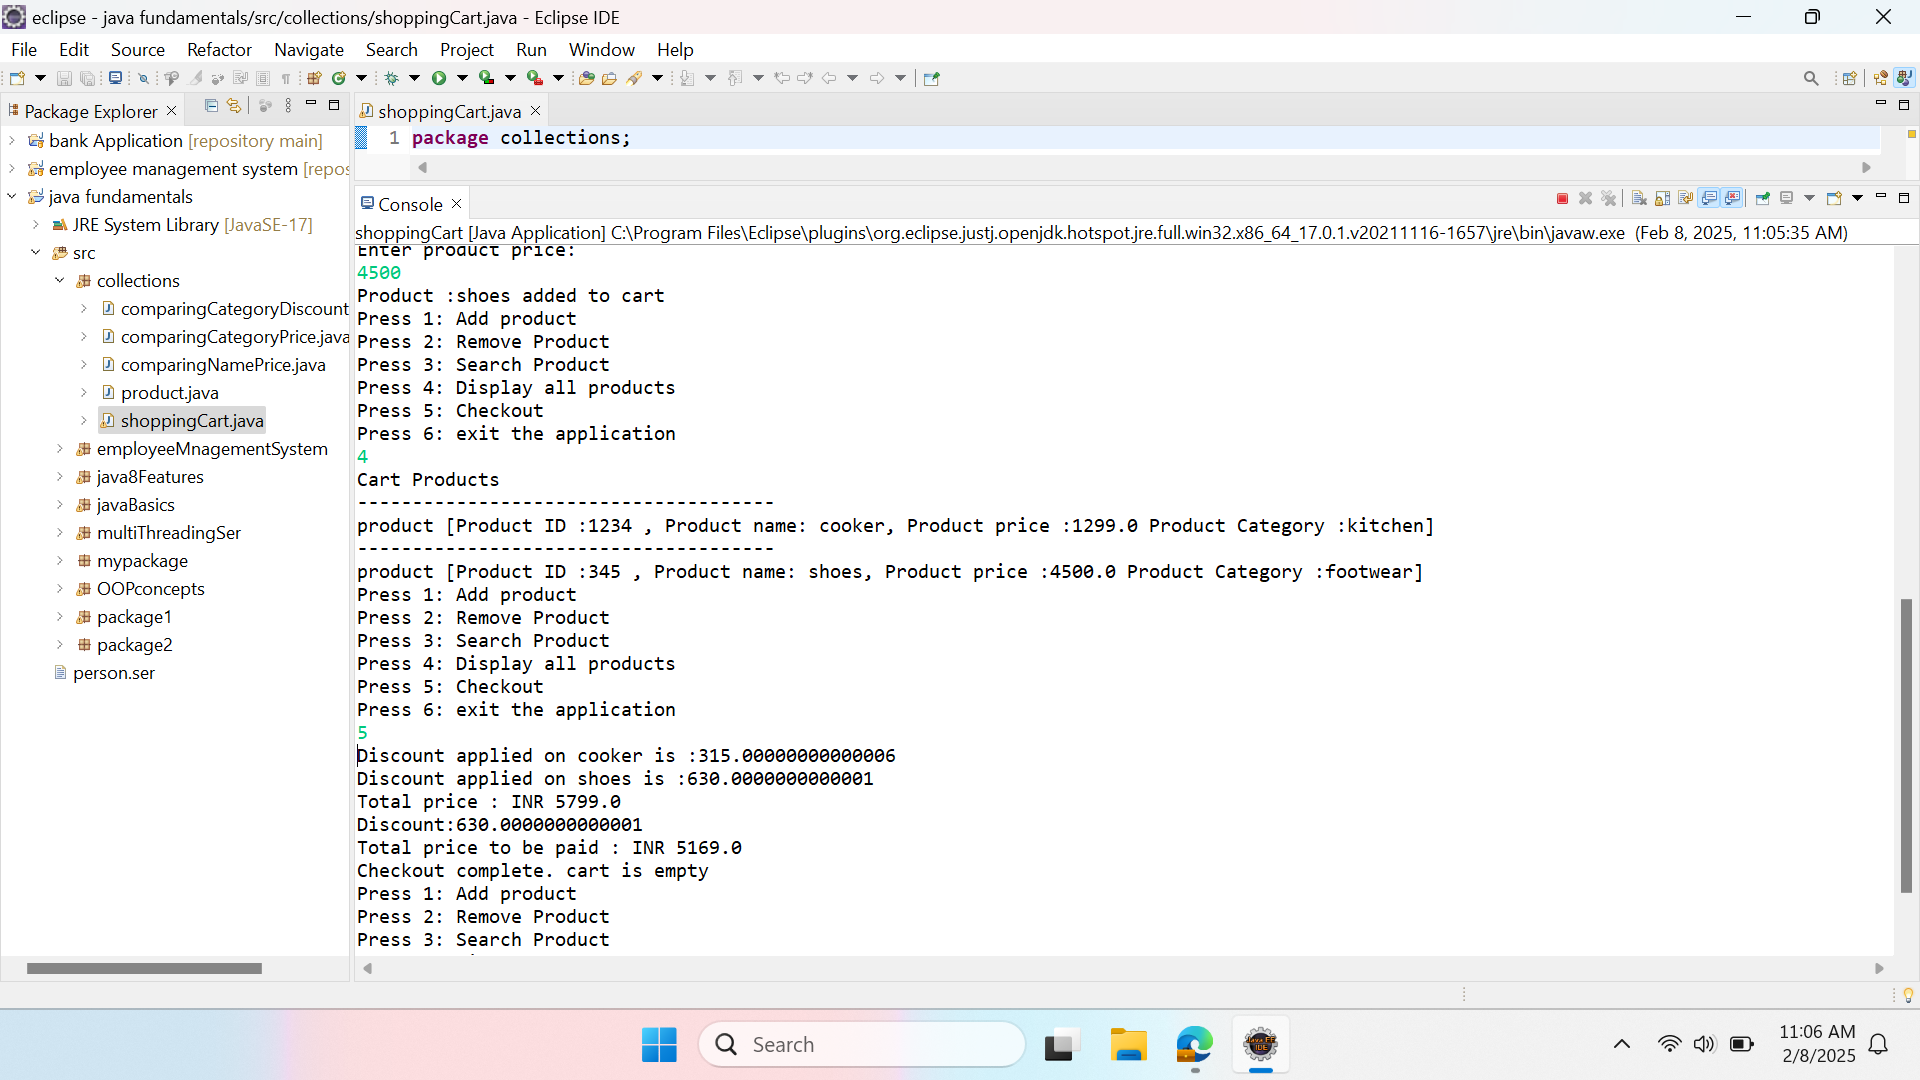 eclipse - java fundamentals/src/collections/shoppingCart.java - Eclipse IDE
File Edit Source Refactor Navigate Search Project Run Window Help
Package Explorer
bank Application [repository main]
employee management system [repos
java fundamentals
JRE System Library [JavaSE-17]
src
collections
comparingCategoryDiscount
comparingCategoryPrice.java
comparingNamePrice.java
product.java
shoppingCart.java
employeeMnagementSystem
java8Features
javaBasics
multiThreadingSer
mypackage
OOPconcepts
package1
package2
person.ser
shoppingCart.java
1 package collections;
Console
shoppingCart [Java Application] C:\Program Files\Eclipse\plugins\org.eclipse.justj.openjdk.hotspot.jre.full.win32.x86_64_17.0.1.v20211116-1657\jre\bin\javaw.exe (Feb 8, 2025, 11:05:35 AM)
Enter product price:
4500
Product :shoes added to cart
Press 1: Add product
Press 2: Remove Product
Press 3: Search Product
Press 4: Display all products
Press 5: Checkout
Press 6: exit the application
4
Cart Products
--------------------------------------
product [Product ID :1234 , Product name: cooker, Product price :1299.0 Product Category :kitchen]
--------------------------------------
product [Product ID :345 , Product name: shoes, Product price :4500.0 Product Category :footwear]
Press 1: Add product
Press 2: Remove Product
Press 3: Search Product
Press 4: Display all products
Press 5: Checkout
Press 6: exit the application
5
Discount applied on cooker is :315.00000000000006
Discount applied on shoes is :630.0000000000001
Total price : INR 5799.0
Discount:630.0000000000001
Total price to be paid : INR 5169.0
Checkout complete. cart is empty
Press 1: Add product
Press 2: Remove Product
Press 3: Search Product
Search
Java EE
IDE
11:06 AM
2/8/2025